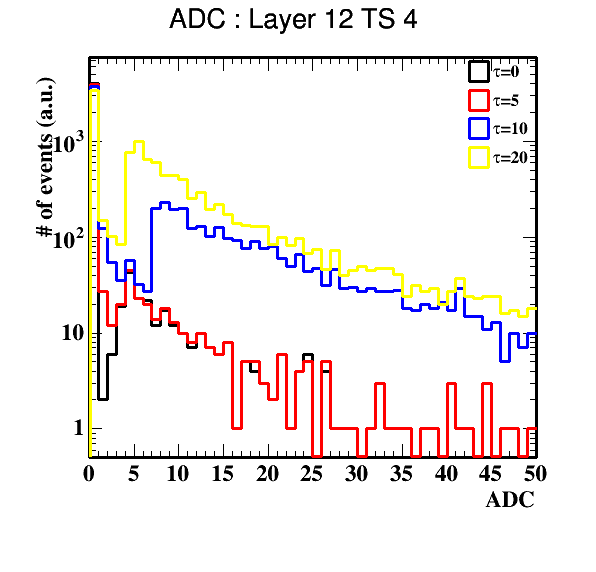 ADC : Layer 12 TS 4
# of events (a.u.)
τ=0
τ=5
τ=10
τ=20
10³
10²
10
1
0 5 10 15 20 25 30 35 40 45 50
ADC